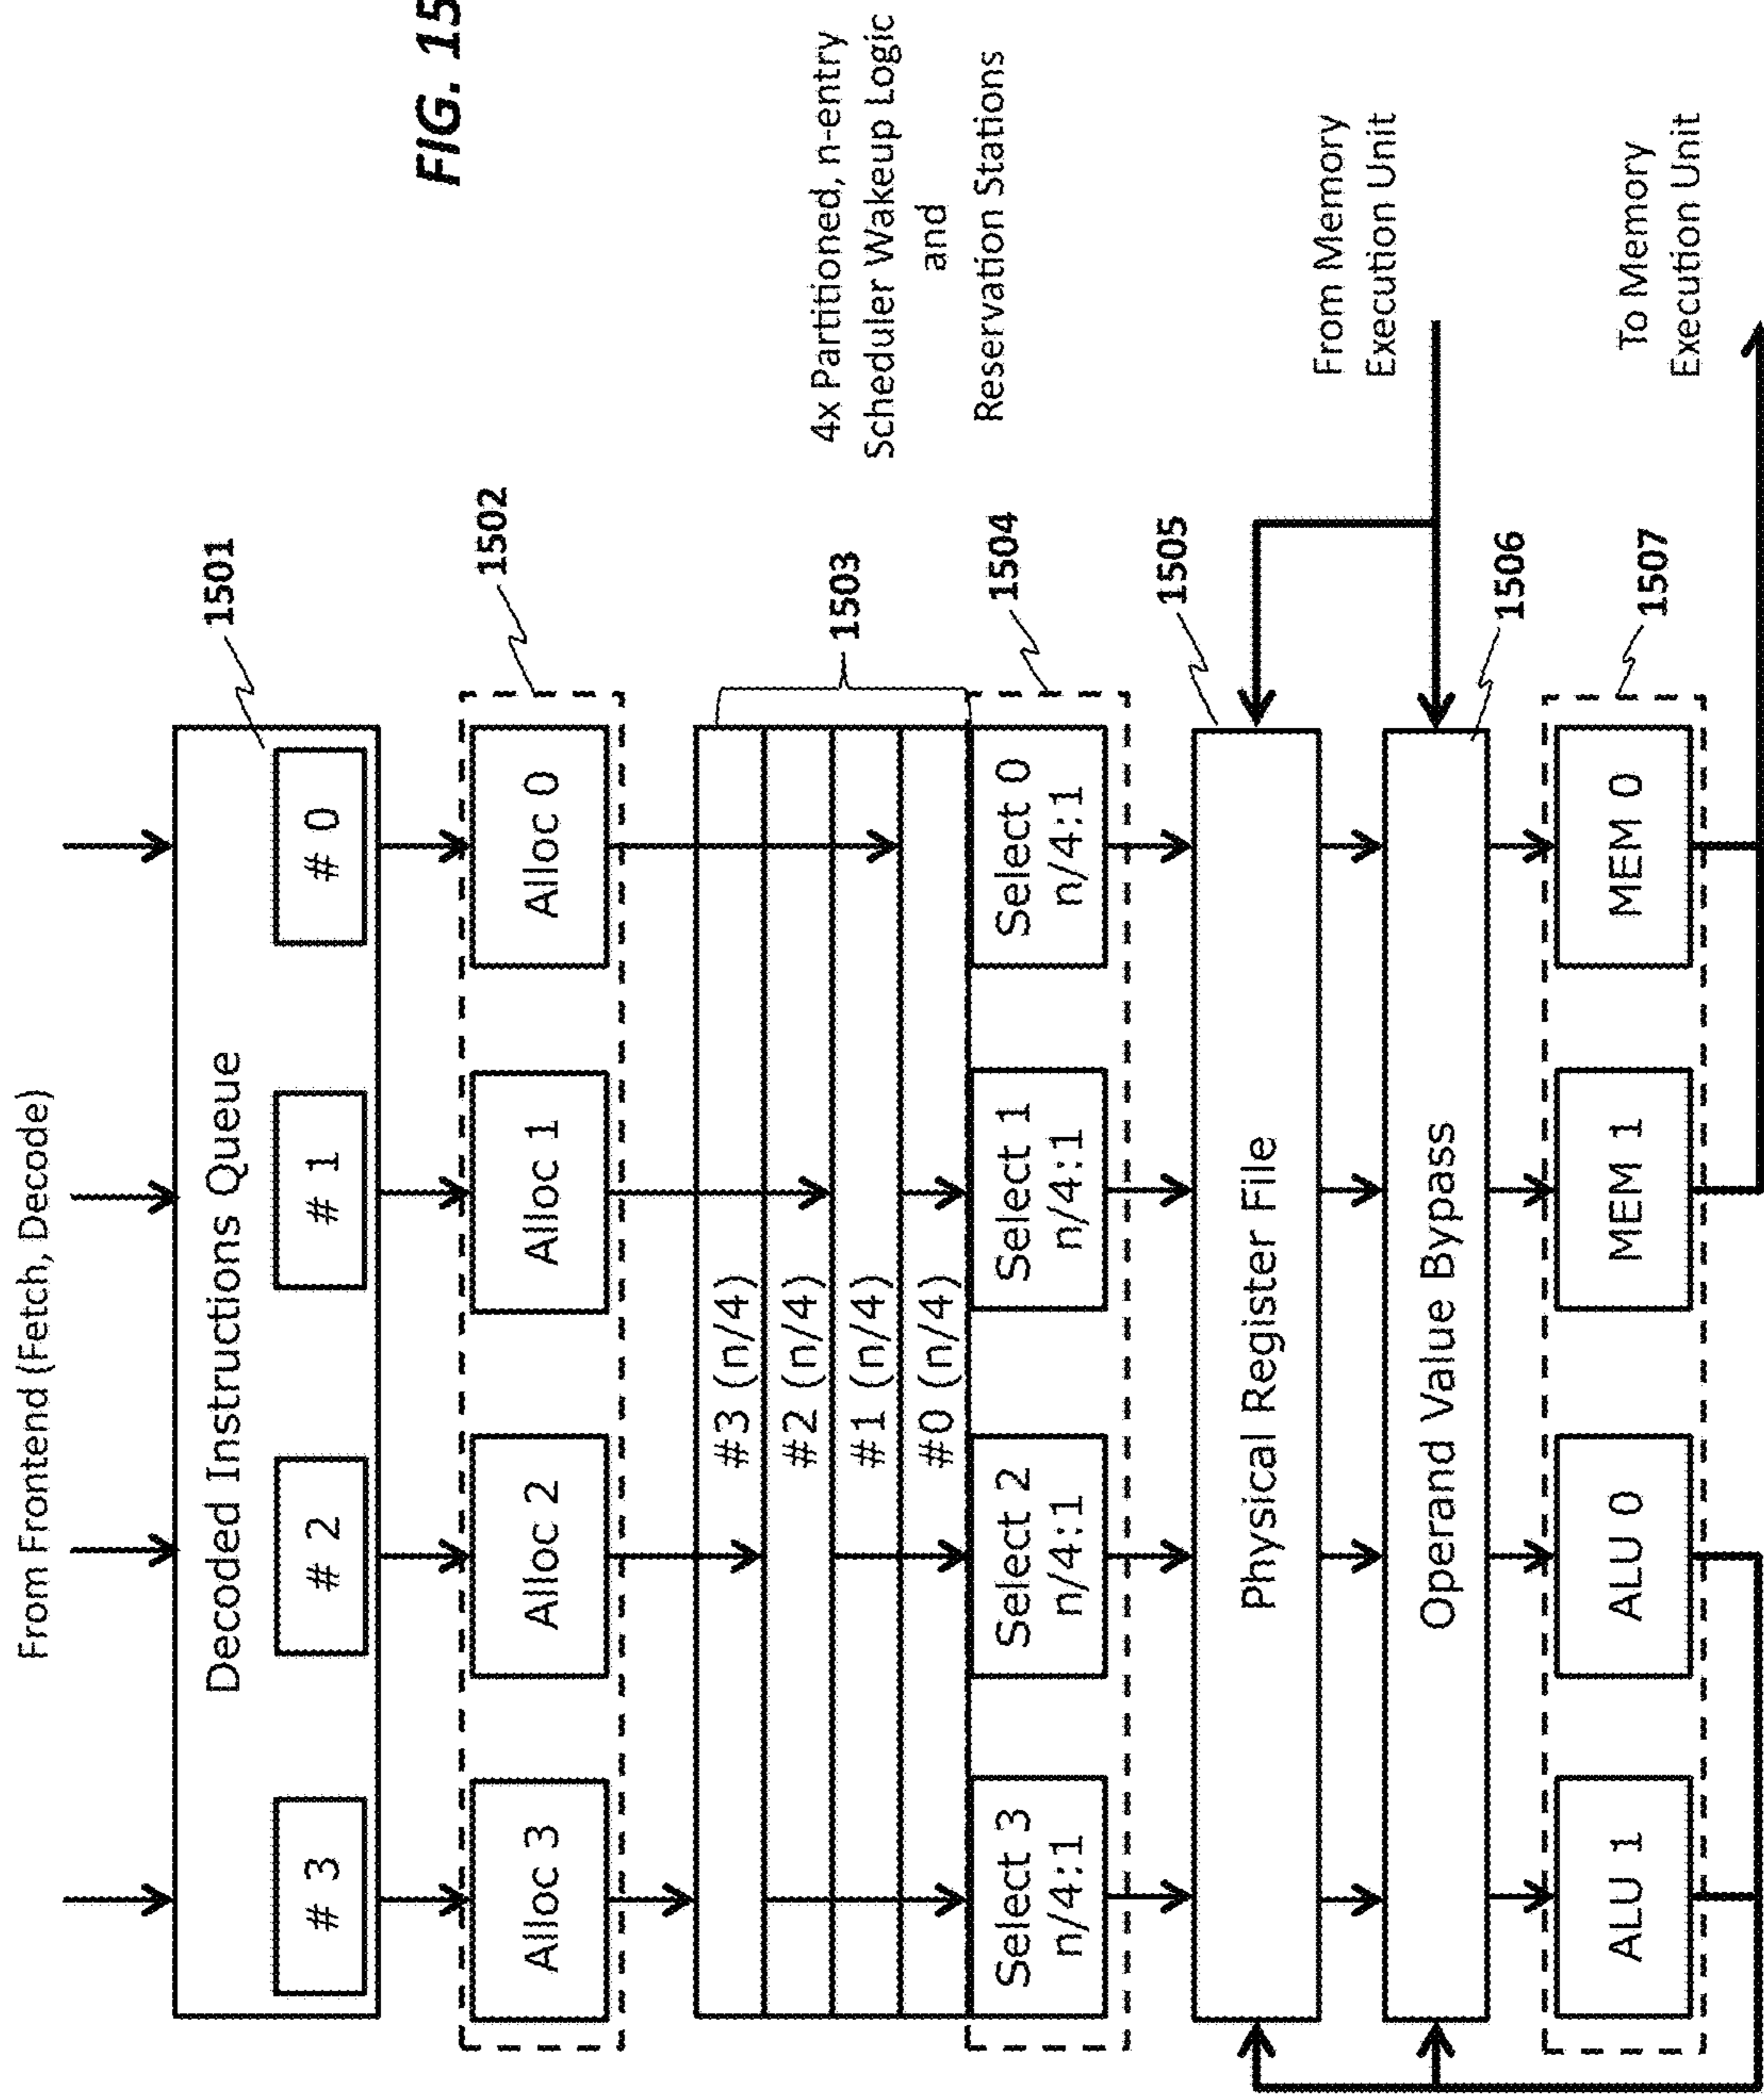 FIG. 15
From Frontend (Fetch, Decode)
Decoded Instructions Queue
1501
# 3
# 2
# 1
# 0
1502
Alloc 3
Alloc 2
Alloc 1
Alloc 0
4x Partitioned, n-entry
Scheduler Wakeup Logic
and
Reservation Stations
1503
#3 (n/4)
#2 (n/4)
#1 (n/4)
#0 (n/4)
1504
Select 3
n/4:1
Select 2
n/4:1
Select 1
n/4:1
Select 0
n/4:1
1505
Physical Register File
From Memory
Execution Unit
Operand Value Bypass
1506
1507
ALU 1
ALU 0
MEM 1
MEM 0
To Memory
Execution Unit